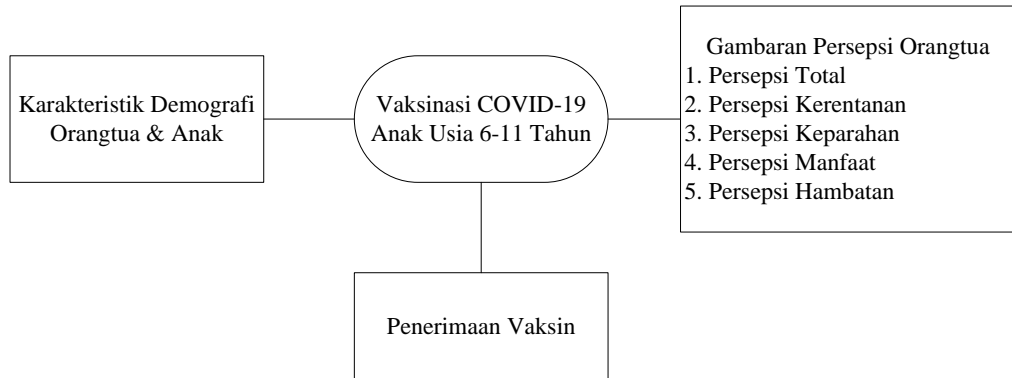 Karakteristik Demografi
Orangtua & Anak
Vaksinasi COVID-19
Anak Usia 6-11 Tahun
Gambaran Persepsi Orangtua
1. Persepsi Total
2. Persepsi Kerentanan
3. Persepsi Keparahan
4. Persepsi Manfaat
5. Persepsi Hambatan
Penerimaan Vaksin